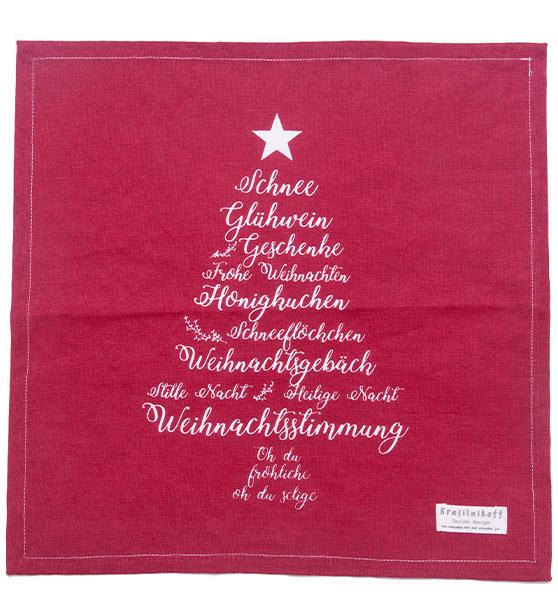 Schnee
Glühwein
Geschenke
Frohe Weihnachten
Honigkuchen
Schneeflöckchen
Weihnachtsgebäck
Stille Nacht Heilige Nacht
Weihnachtsstimmung
Oh du
fröhliche
oh du selige
Krasilnikoff
Danish Design